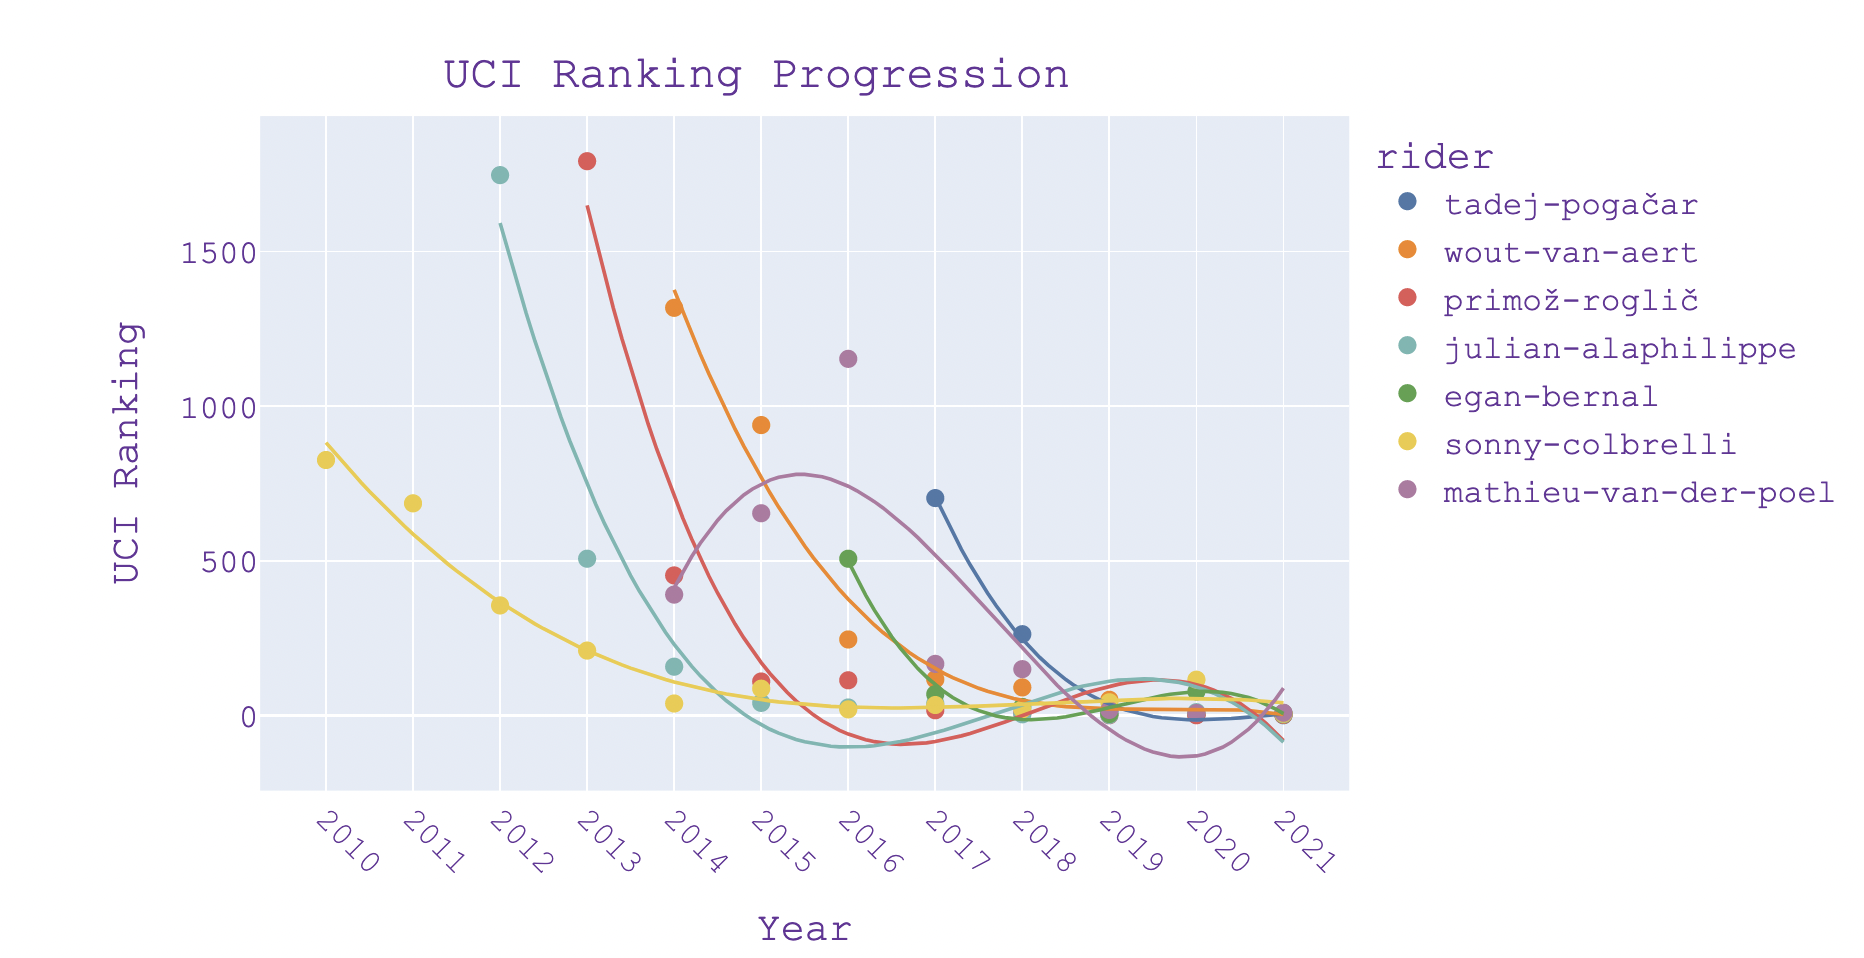 UCI Ranking Progression
UCI Ranking
1500
1000
500
0
2010
2011
2012
2013
2014
2015
2016
2017
2018
2019
2020
2021
Year
rider
tadej-pogačar
wout-van-aert
primož-roglič
julian-alaphilippe
egan-bernal
sonny-colbrelli
mathieu-van-der-poel